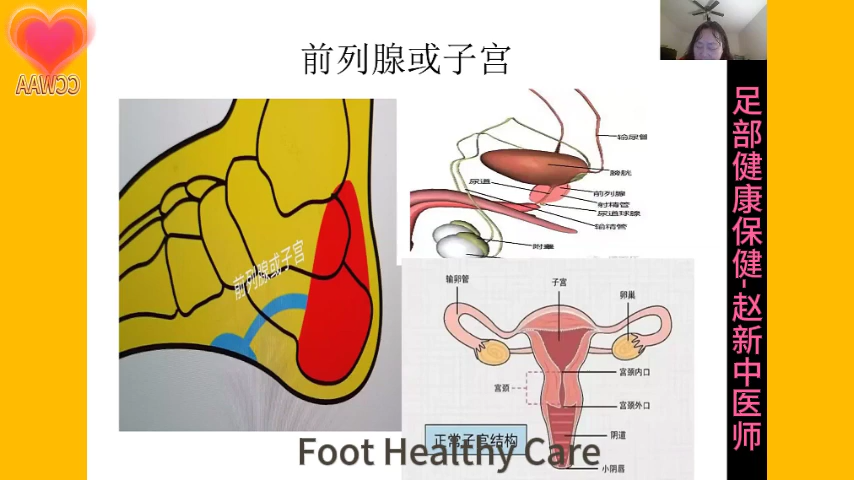 CCWAA
前列腺或子宫
足部健康保健-赵新中医师
前列腺或子宫
输尿管
膀胱
尿道
前列腺
射精管
尿道球腺
输精管
附睾
输卵管
子宫
卵巢
宫颈内口
宫颈
宫颈外口
阴道
小阴唇
正常子宫结构
Foot Healthy Care